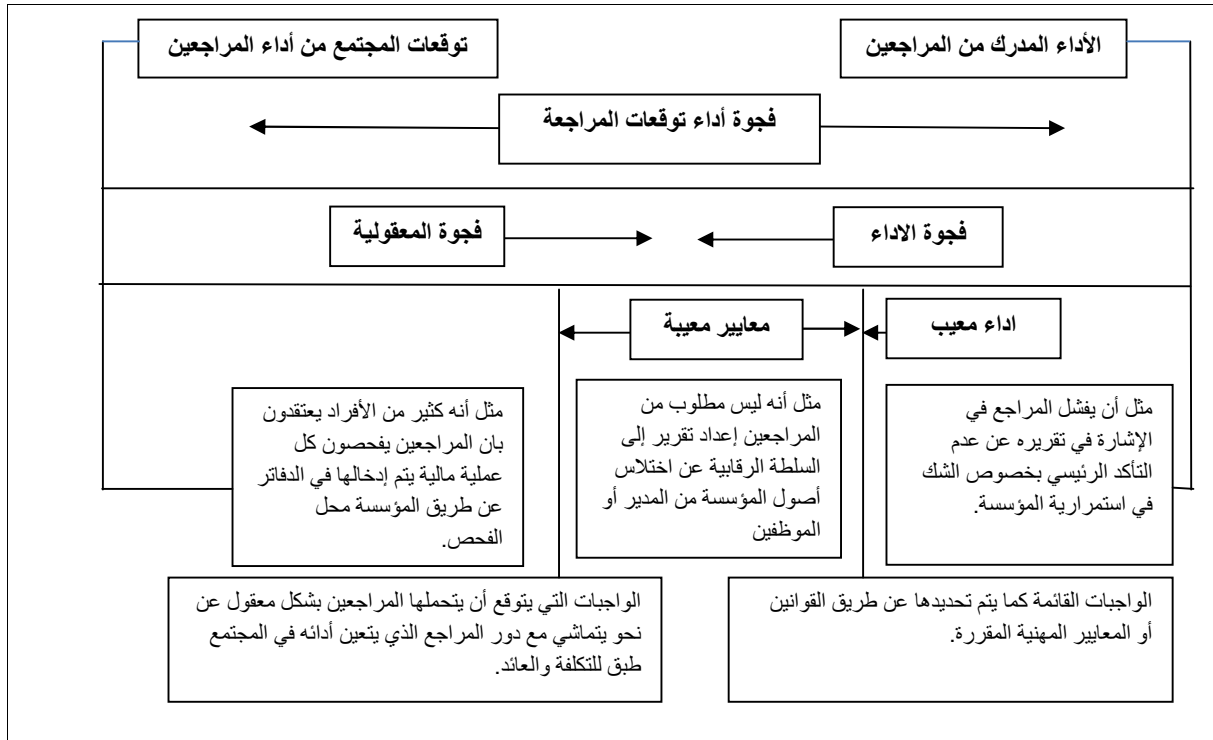 الأداء المدرك من المراجعين
توقعات المجتمع من أداء المراجعين
فجوة أداء توقعات المراجعة
فجوة الاداء
فجوة المعقولية
اداء معيب
معايير معيبة
مثل أن يفشل المراجع في
الإشارة في تقريره عن عدم
التأكد الرئيسي بخصوص الشك
في استمرارية المؤسسة.
مثل أنه ليس مطلوب من
المراجعين إعداد تقرير إلى
السلطة الرقابية عن اختلاس
أصول المؤسسة من المدير أو
الموظفين
مثل أنه كثير من الأفراد يعتقدون
بان المراجعين يفحصون كل
عملية مالية يتم إدخالها في الدفاتر
عن طريق المؤسسة محل
الفحص.
الواجبات القائمة كما يتم تحديدها عن طريق القوانين
أو المعايير المهنية المقررة.
الواجبات التي يتوقع أن يتحملها المراجعين بشكل معقول عن
نحو يتماشي مع دور المراجع الذي يتعين أدائه في المجتمع
طبق للتكلفة والعائد.